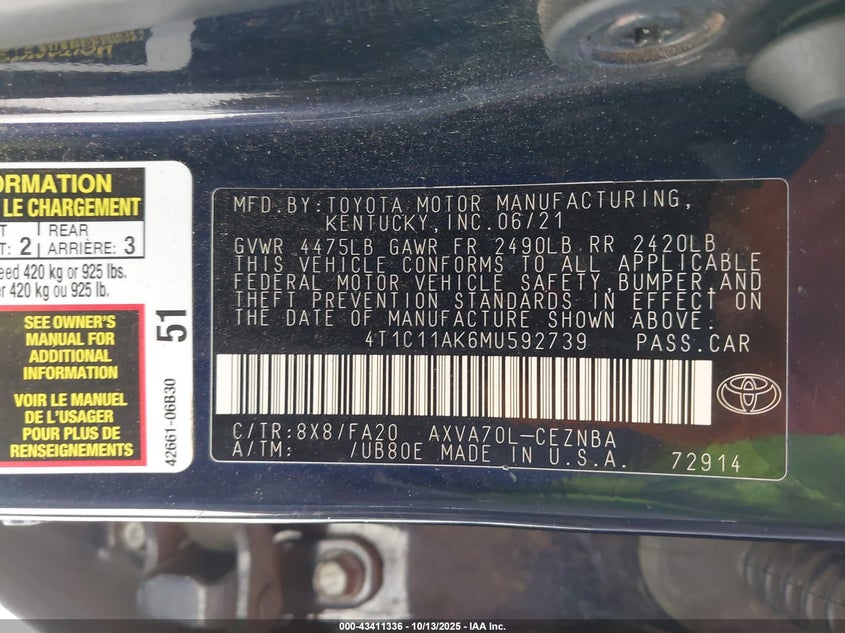 ORMATION
LE CHARGEMENT
T REAR
T: 2 ARRIÈRE: 3
eed 420 kg or 925 lbs.
er 420 kg ou 925 lb.
SEE OWNER'S
MANUAL FOR
ADDITIONAL
INFORMATION
VOIR LE MANUEL
DE L'USAGER
POUR PLUS DE
RENSEIGNEMENTS
51
42661-06B30
MFD.BY:TOYOTA MOTOR MANUFACTURING,
KENTUCKY,INC.06/21
GVWR 4475LB GAWR FR 2490LB RR 2420LB
THIS VEHICLE CONFORMS TO ALL APPLICABLE
FEDERAL MOTOR VEHICLE SAFETY,BUMPER,AND
THEFT PREVENTION STANDARDS IN EFFECT ON
THE DATE OF MANUFACTURE SHOWN ABOVE.
4T1C11AK6MU592739 PASS.CAR
C/TR:8X8/FA20 AXVA70L-CEZNBA
A/TM: /UB80E MADE IN U.S.A. 72914
000-43411336 - 10/13/2025 - IAA Inc.